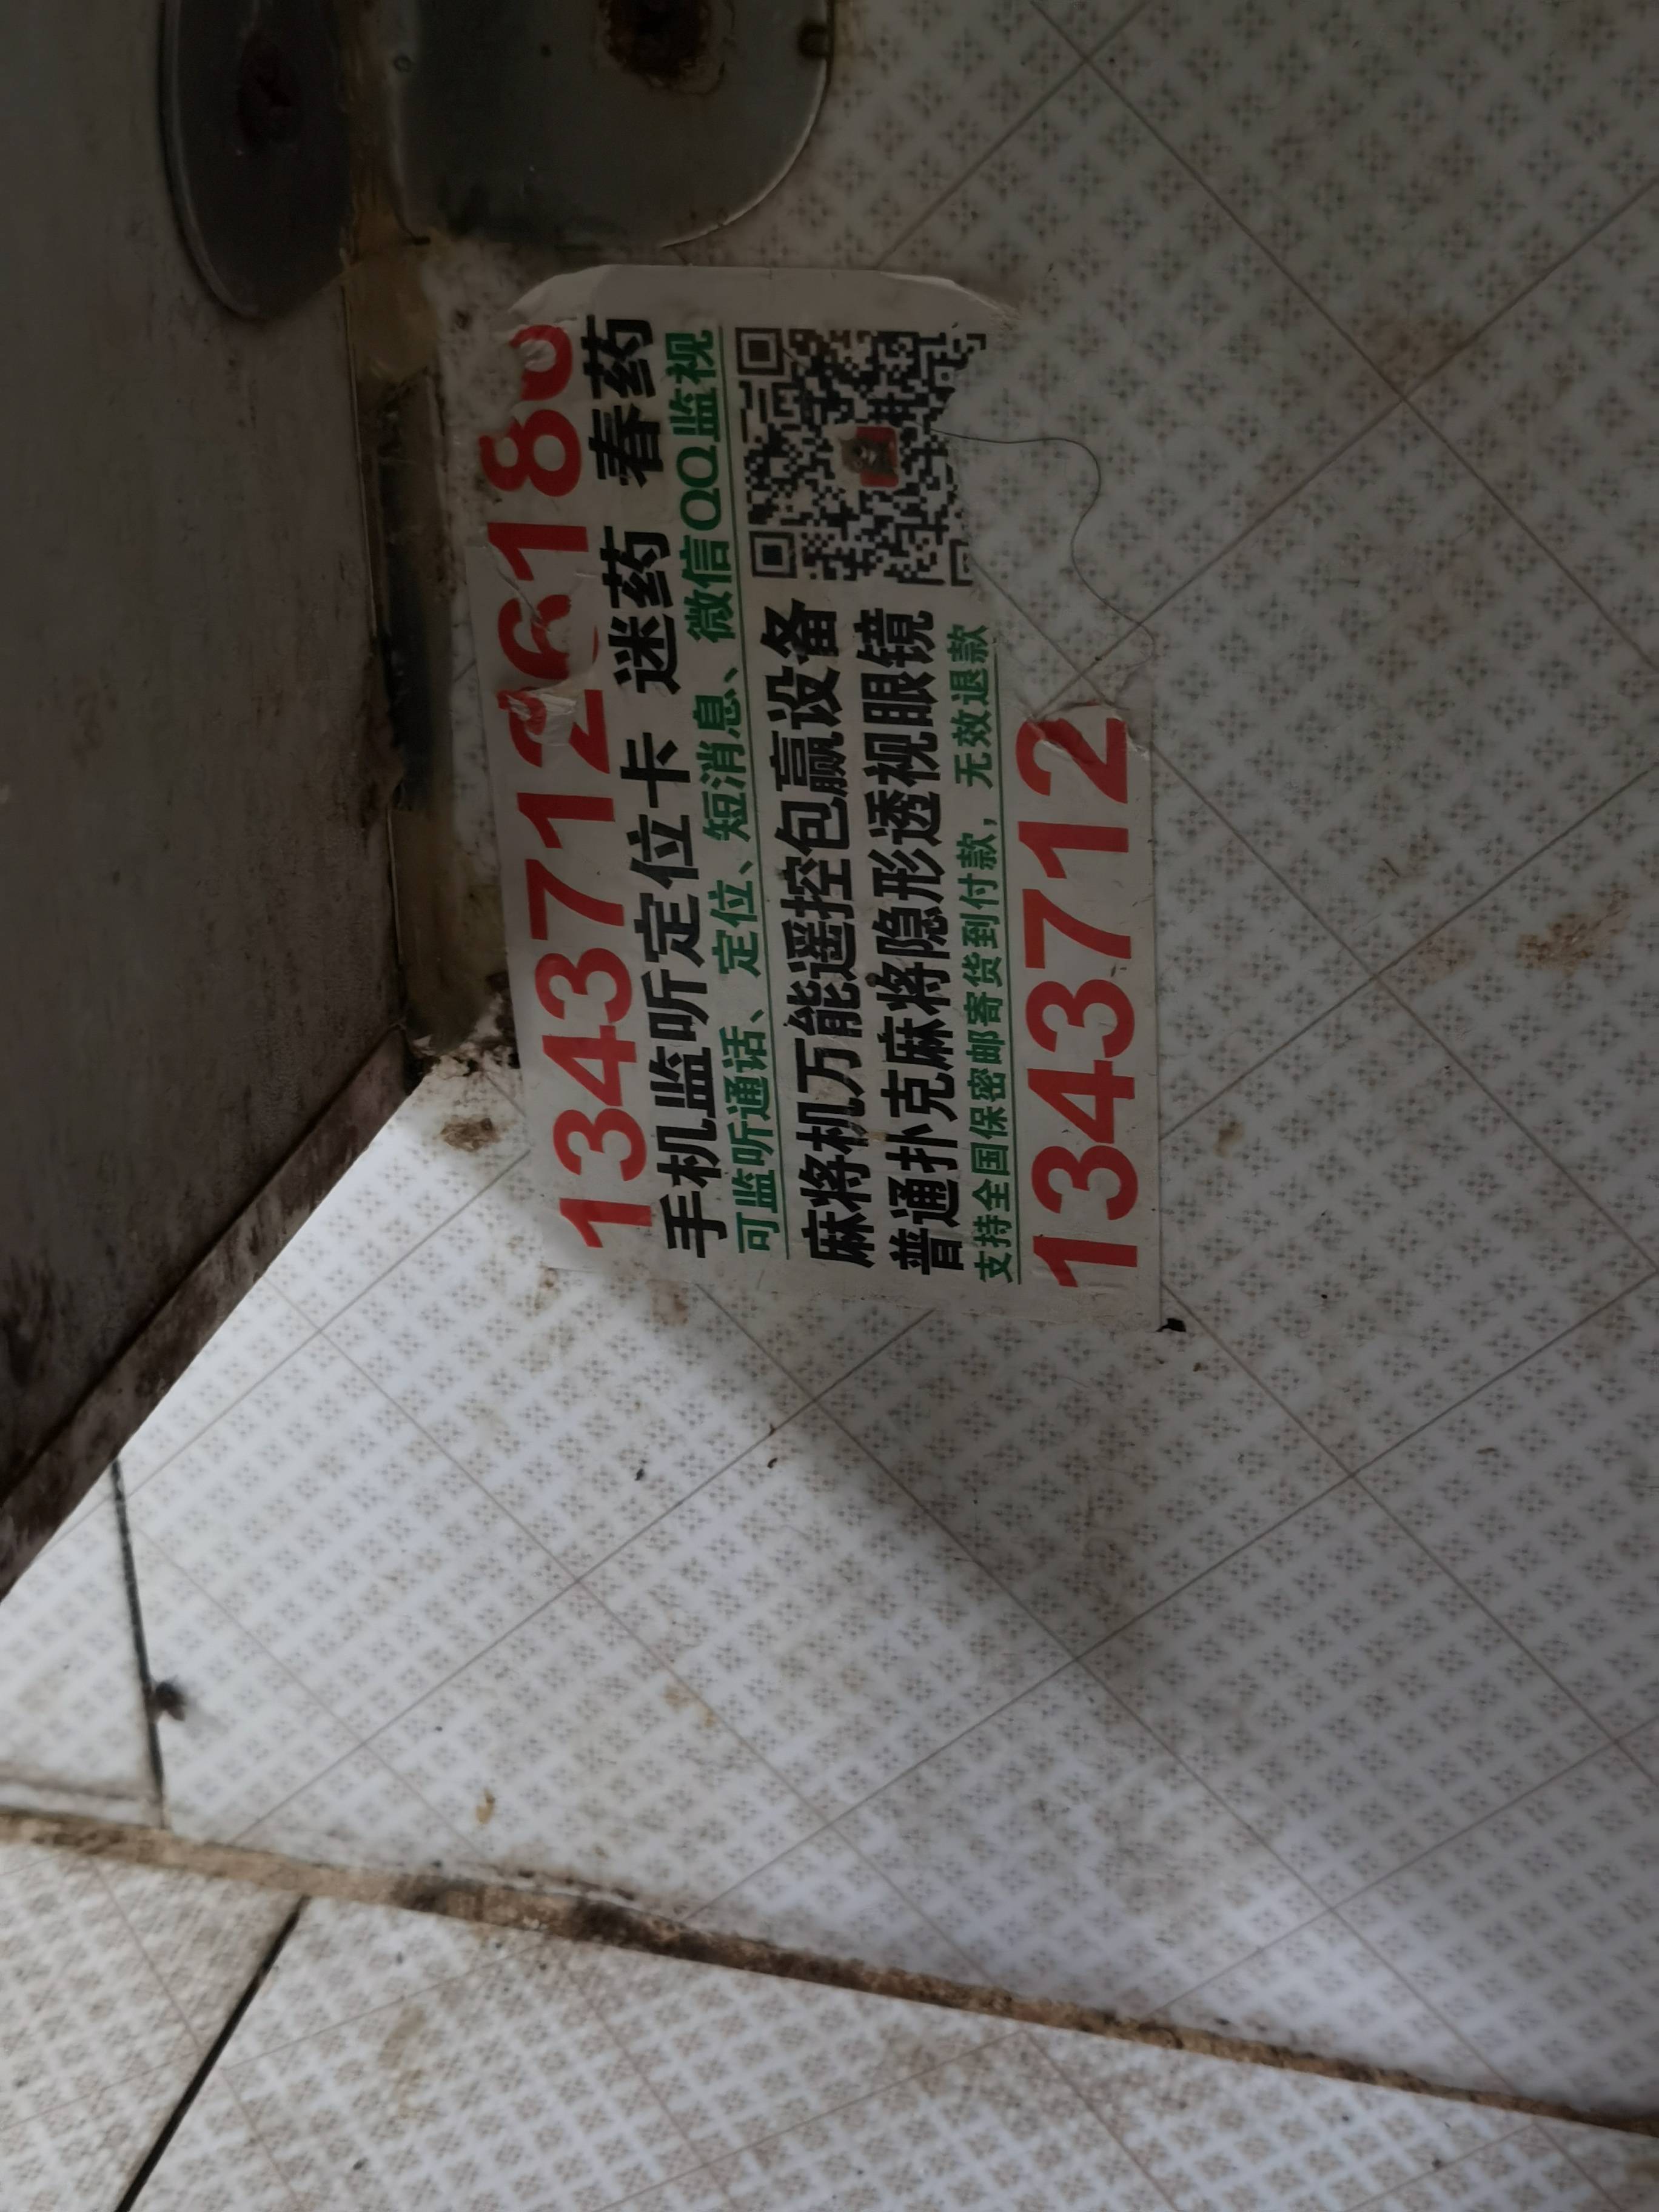 手机监听定位卡 迷药 春药
可监听通话、定位、短消息、微信QQ监视
麻将机万能遥控包赢设备
普通扑克麻将隐形透视眼镜
支持全国保密邮寄货到付款，无效退款
1343712